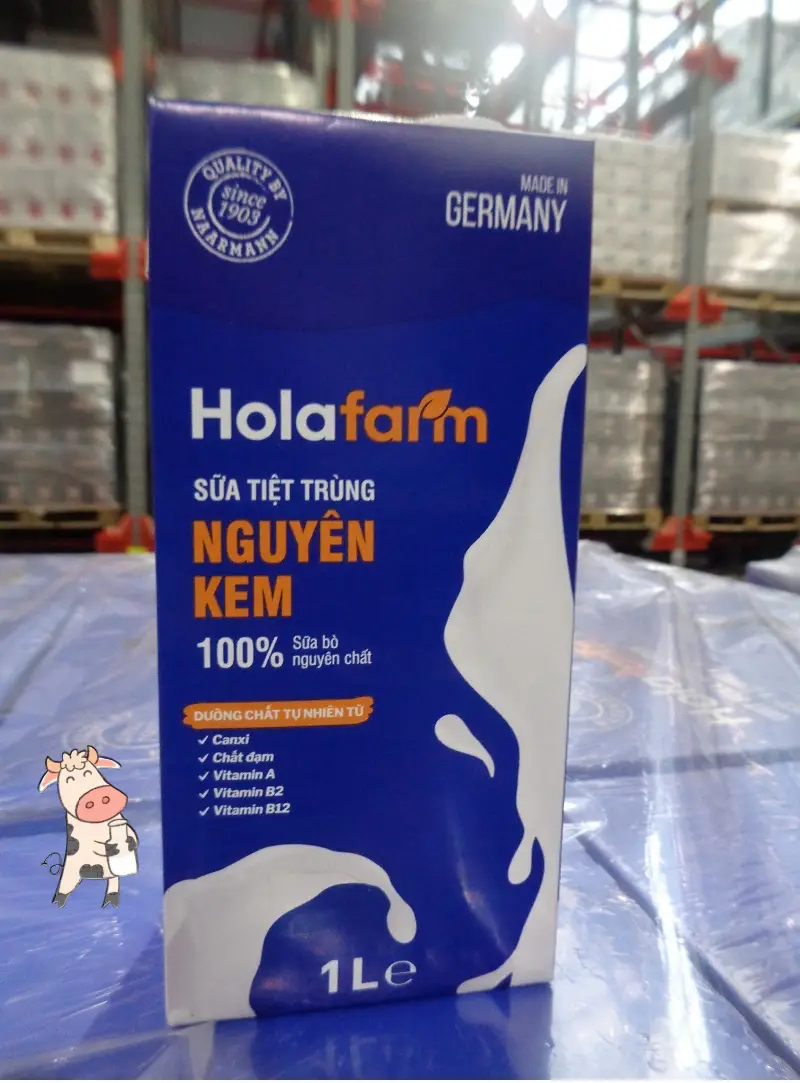 QUALITY BY
since
1903
NAARMANN
MADE IN
GERMANY
Holafarm
SỮA TIỆT TRÙNG
NGUYÊN
KEM
100% Sữa bò
nguyên chất
DƯỠNG CHẤT TỰ NHIÊN TỪ
✓ Canxi
✓ Chất đạm
✓ Vitamin A
✓ Vitamin B2
✓ Vitamin B12
1L℮